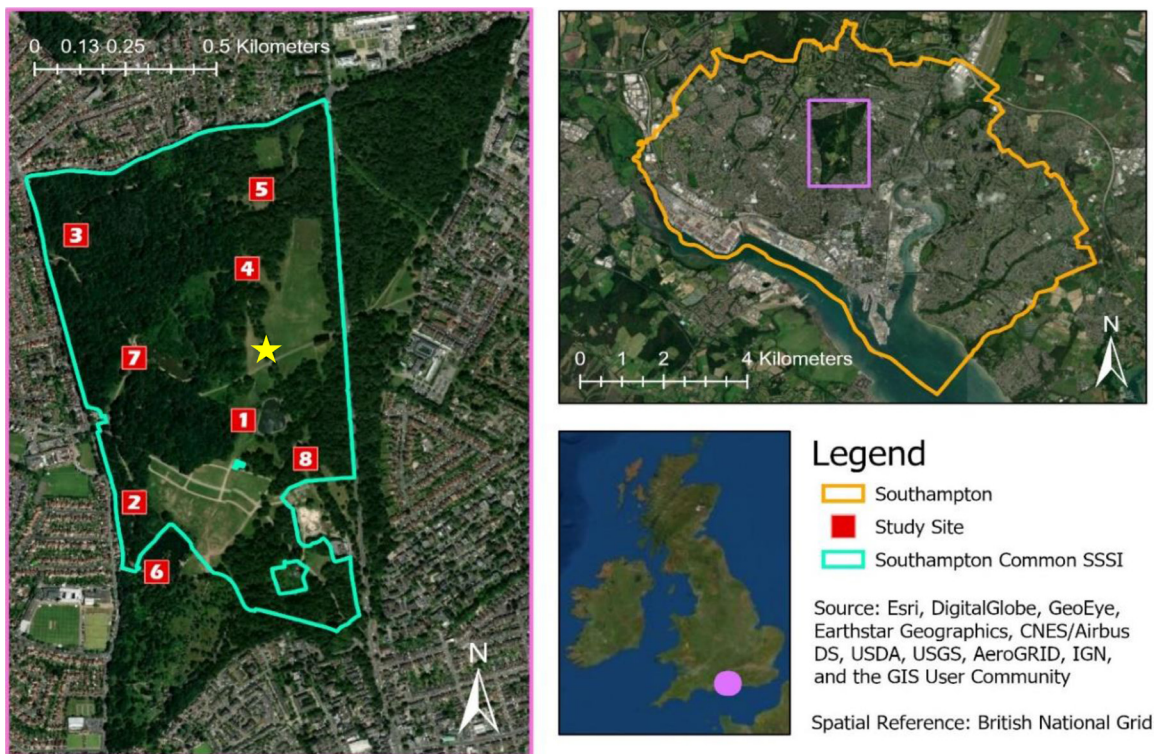 0 0.13 0.25 0.5 Kilometers
5
3
4
7
1
8
2
6
N
0 1 2 4 Kilometers
N
Legend
Southampton
Study Site
Southampton Common SSSI
Source: Esri, DigitalGlobe, GeoEye,
Earthstar Geographics, CNES/Airbus
DS, USDA, USGS, AeroGRID, IGN,
and the GIS User Community
Spatial Reference: British National Grid